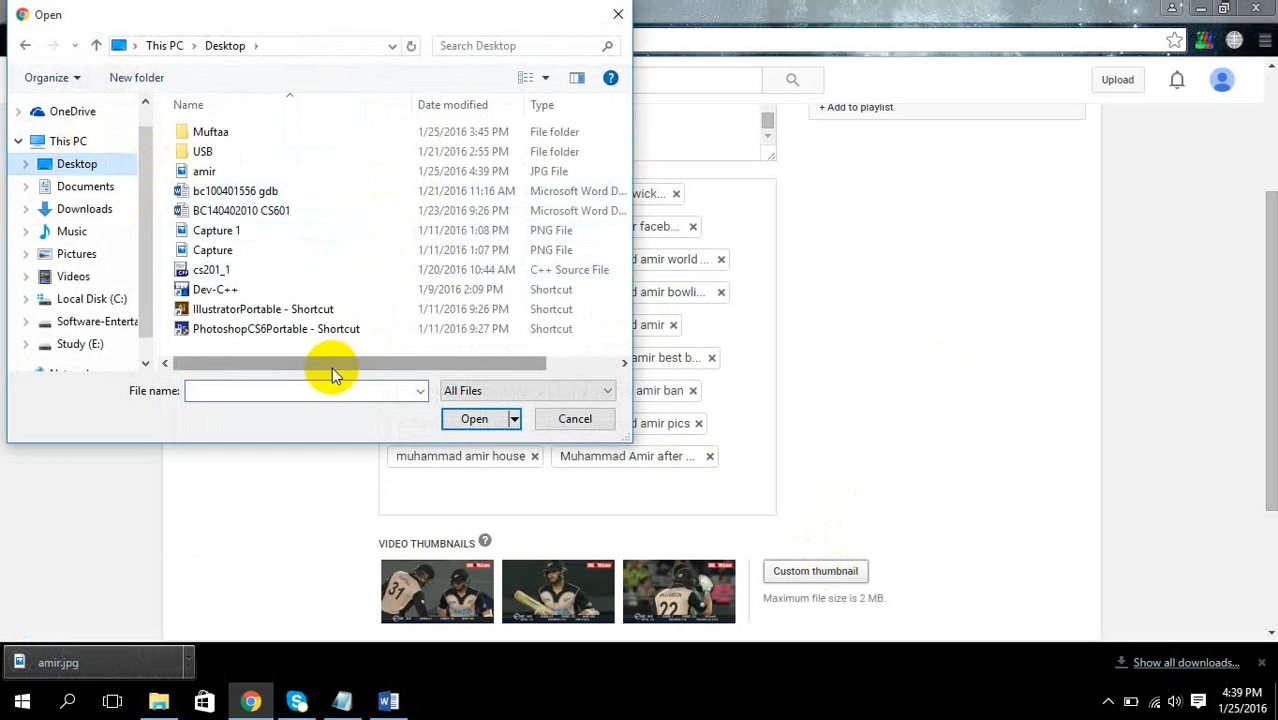 Open
This PC Desktop
Search Desktop
Organize
New folder
Upload
+ Add to playlist
OneDrive
This PC
Desktop
Documents
Downloads
Music
Pictures
Videos
Local Disk (C:)
Software-Enterta
Study (E:)
Name Date modified Type
Muftaa 1/25/2016 3:45 PM File folder
USB 1/21/2016 2:55 PM File folder
amir 1/25/2016 4:39 PM JPG File
bc100401556 gdb 1/21/2016 11:16 AM Microsoft Word D...
BC140402010 CS601 1/23/2016 9:26 PM Microsoft Word D...
Capture 1 1/11/2016 1:08 PM PNG File
Capture 1/11/2016 1:07 PM PNG File
cs201_1 1/20/2016 10:44 AM C++ Source File
Dev-C++ 1/9/2016 2:09 PM Shortcut
IllustratorPortable - Shortcut 1/11/2016 9:26 PM Shortcut
PhotoshopCS6Portable - Shortcut 1/11/2016 9:27 PM Shortcut
File name:
All Files
Open
Cancel
wick...
r faceb...
d amir world ...
d amir bowli...
d amir
amir best b...
amir ban
d amir pics
muhammad amir house
Muhammad Amir after ...
VIDEO THUMBNAILS ?
31
22
Custom thumbnail
Maximum file size is 2 MB.
amir.jpg
Show all downloads...
4:39 PM
1/25/2016